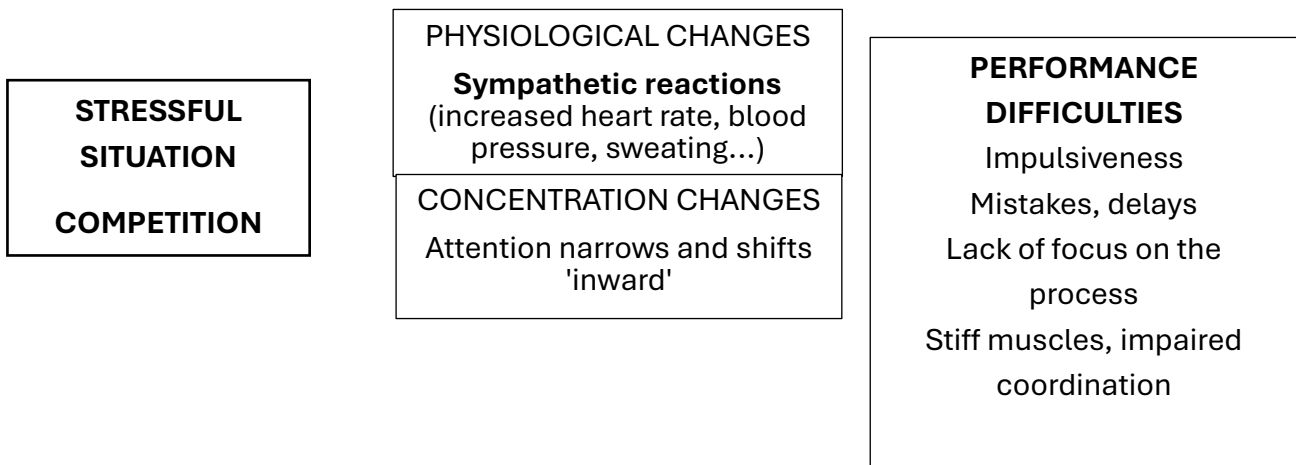 STRESSFUL
SITUATION
COMPETITION
PHYSIOLOGICAL CHANGES
Sympathetic reactions
(increased heart rate, blood
pressure, sweating...)
CONCENTRATION CHANGES
Attention narrows and shifts
'inward'
PERFORMANCE
DIFFICULTIES
Impulsiveness
Mistakes, delays
Lack of focus on the
process
Stiff muscles, impaired
coordination